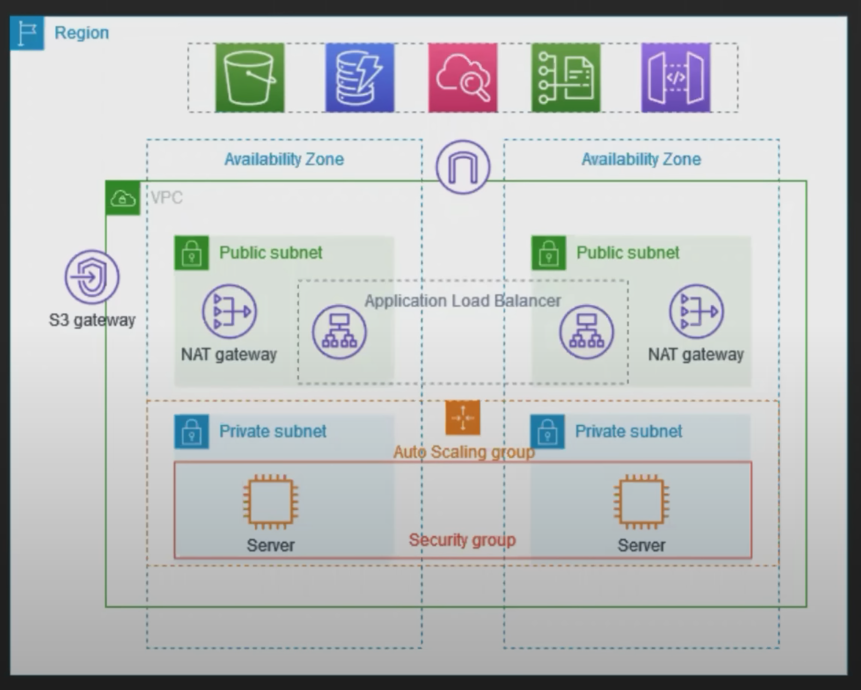 Region
Availability Zone
Availability Zone
VPC
Public subnet
Public subnet
Application Load Balancer
S3 gateway
NAT gateway
NAT gateway
Private subnet
Private subnet
Auto Scaling group
Security group
Server
Server